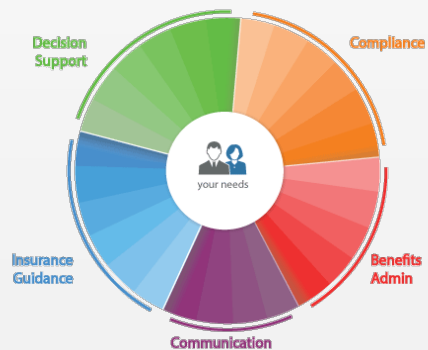 Decision
Support
Compliance
your needs
Insurance
Guidance
Benefits
Admin
Communication